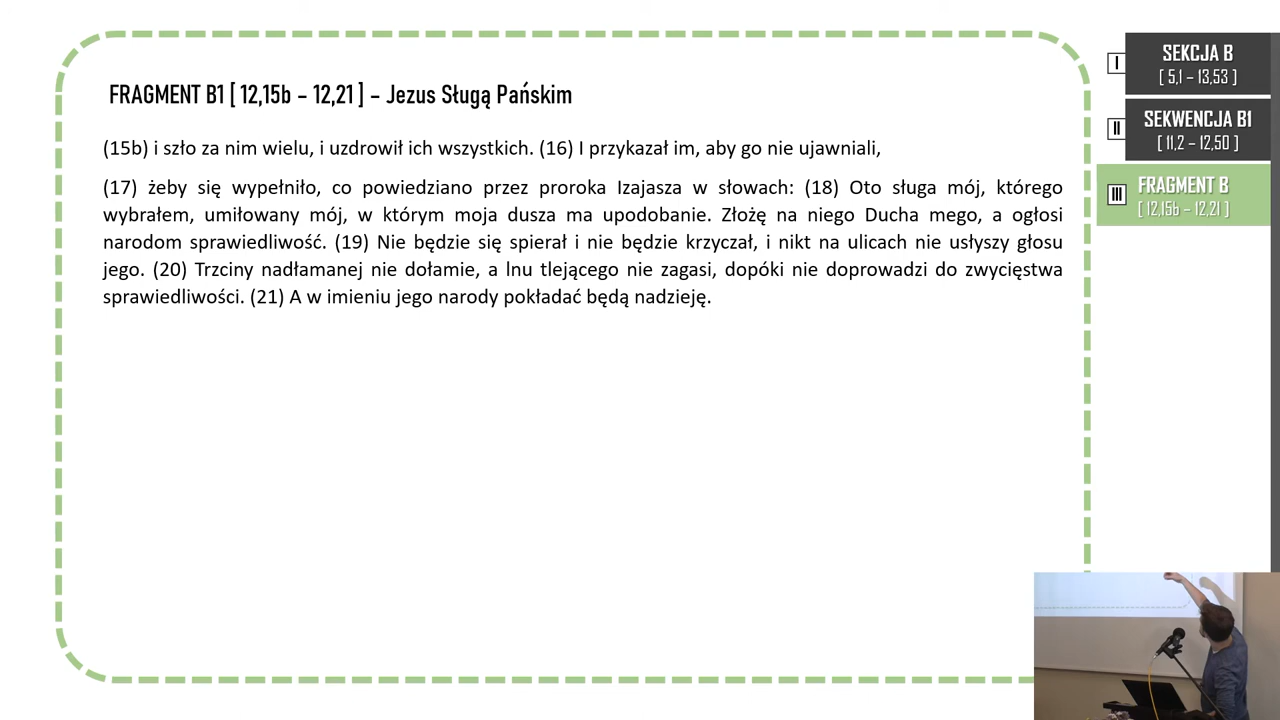 FRAGMENT B1 [ 12,15b – 12,21 ] – Jezus Sługą Pańskim
(15b) i szło za nim wielu, i uzdrowił ich wszystkich. (16) I przykazał im, aby go nie ujawniali,
(17) żeby się wypełniło, co powiedziano przez proroka Izajasza w słowach: (18) Oto sługa mój, którego
wybrałem, umiłowany mój, w którym moja dusza ma upodobanie. Złożę na niego Ducha mego, a ogłosi
narodom sprawiedliwość. (19) Nie będzie się spierał i nie będzie krzyczał, i nikt na ulicach nie usłyszy głosu
jego. (20) Trzciny nadłamanej nie dołamie, a lnu tlejącego nie zagasi, dopóki nie doprowadzi do zwycięstwa
sprawiedliwości. (21) A w imieniu jego narody pokładać będą nadzieję.
I
SEKCJA B
[ 5,1 – 13,53 ]
II
SEKWENCJA B1
[ 11,2 – 12,50 ]
III
FRAGMENT B
[ 12,15b – 12,21 ]